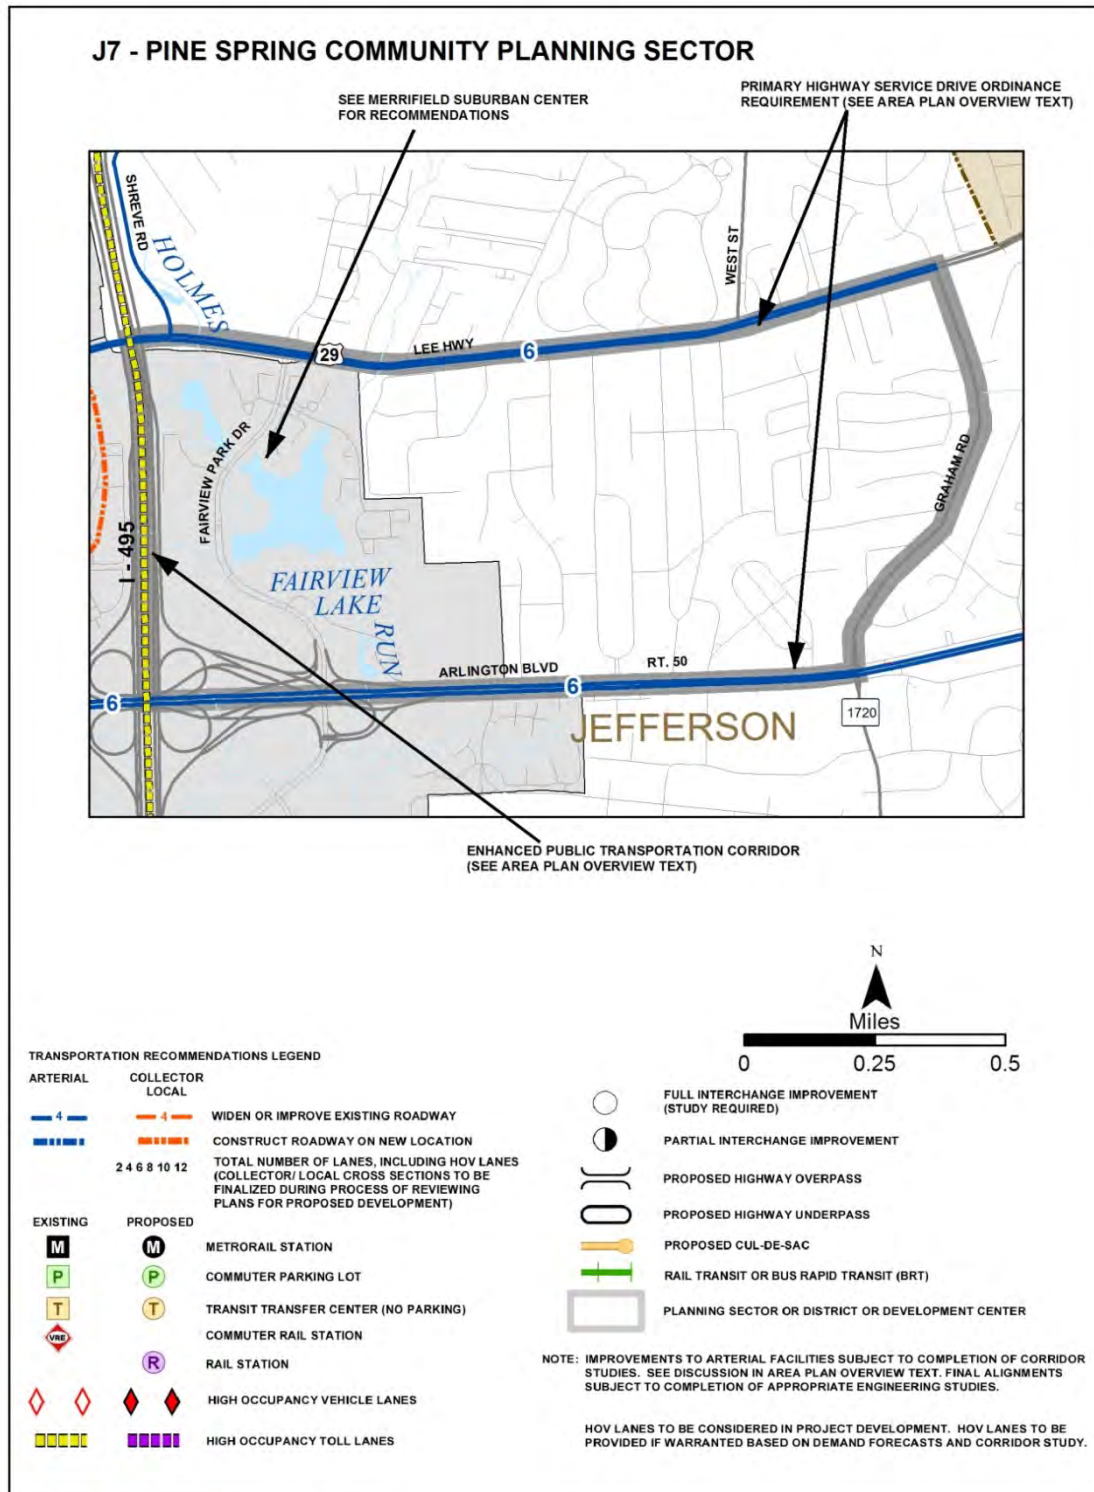 J7 - PINE SPRING COMMUNITY PLANNING SECTOR
SEE MERRIFIELD SUBURBAN CENTER
FOR RECOMMENDATIONS
PRIMARY HIGHWAY SERVICE DRIVE ORDINANCE
REQUIREMENT (SEE AREA PLAN OVERVIEW TEXT)
SHREVE RD
HOLMES
WEST ST
29
LEE HWY
6
FAIRVIEW PARK DR
GRAHAM RD
I - 495
FAIRVIEW
LAKE
RUN
ARLINGTON BLVD
RT. 50
6
6
JEFFERSON
1720
ENHANCED PUBLIC TRANSPORTATION CORRIDOR
(SEE AREA PLAN OVERVIEW TEXT)
N
Miles
0 0.25 0.5
TRANSPORTATION RECOMMENDATIONS LEGEND
ARTERIAL
COLLECTOR
LOCAL
4 4 WIDEN OR IMPROVE EXISTING ROADWAY
CONSTRUCT ROADWAY ON NEW LOCATION
2 4 6 8 10 12 TOTAL NUMBER OF LANES, INCLUDING HOV LANES
(COLLECTOR/ LOCAL CROSS SECTIONS TO BE
FINALIZED DURING PROCESS OF REVIEWING
PLANS FOR PROPOSED DEVELOPMENT)
EXISTING PROPOSED
M M METRORAIL STATION
P P COMMUTER PARKING LOT
T T TRANSIT TRANSFER CENTER (NO PARKING)
VRE COMMUTER RAIL STATION
R RAIL STATION
HIGH OCCUPANCY VEHICLE LANES
HIGH OCCUPANCY TOLL LANES
FULL INTERCHANGE IMPROVEMENT
(STUDY REQUIRED)
PARTIAL INTERCHANGE IMPROVEMENT
PROPOSED HIGHWAY OVERPASS
PROPOSED HIGHWAY UNDERPASS
PROPOSED CUL-DE-SAC
RAIL TRANSIT OR BUS RAPID TRANSIT (BRT)
PLANNING SECTOR OR DISTRICT OR DEVELOPMENT CENTER
NOTE: IMPROVEMENTS TO ARTERIAL FACILITIES SUBJECT TO COMPLETION OF CORRIDOR
STUDIES. SEE DISCUSSION IN AREA PLAN OVERVIEW TEXT. FINAL ALIGNMENTS
SUBJECT TO COMPLETION OF APPROPRIATE ENGINEERING STUDIES.
HOV LANES TO BE CONSIDERED IN PROJECT DEVELOPMENT. HOV LANES TO BE
PROVIDED IF WARRANTED BASED ON DEMAND FORECASTS AND CORRIDOR STUDY.